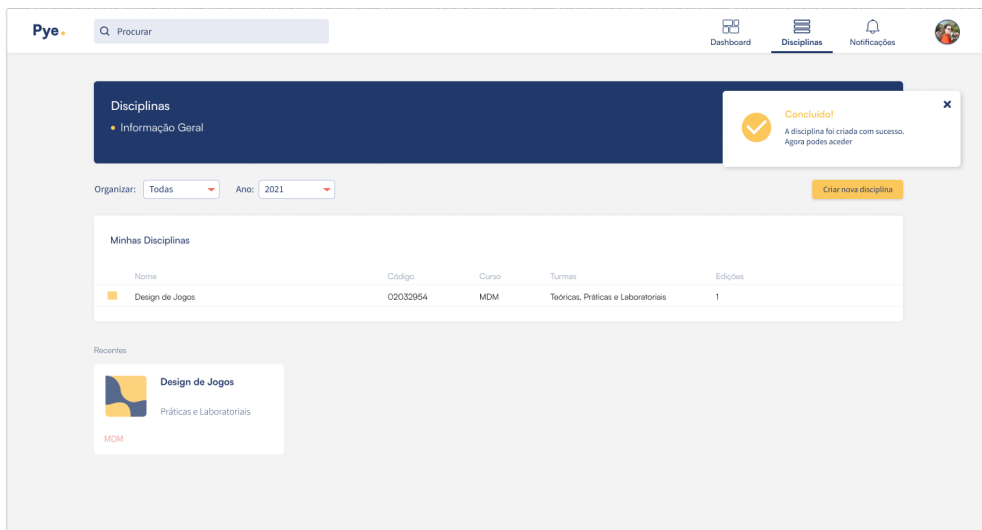 Pye.
Procurar
Dashboard
Disciplinas
Notificações
Disciplinas
Informação Geral
Concluído!
A disciplina foi criada com sucesso.
Agora podes aceder
Organizar:
Todas
Ano:
2021
Criar nova disciplina
Minhas Disciplinas
Nome Código Curso Turmas Edições
Design de Jogos 02032954 MDM Teóricas, Práticas e Laboratoriais 1
Recentes
Design de Jogos
Práticas e Laboratoriais
MDM